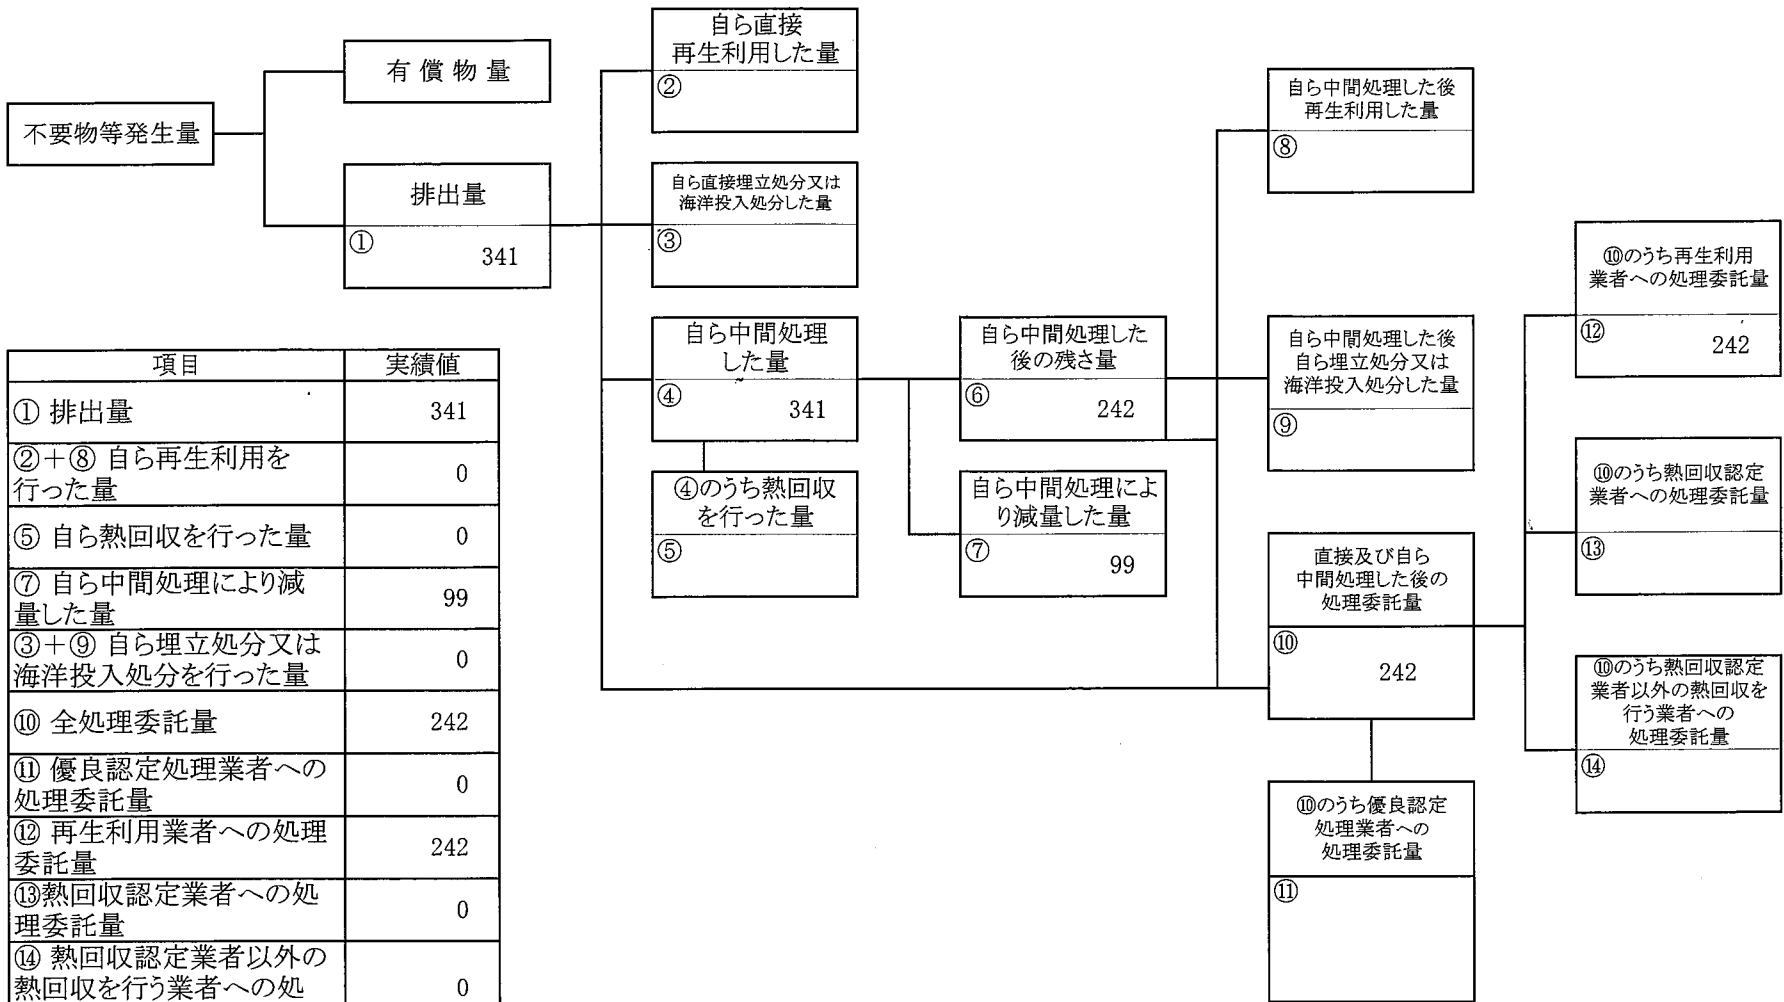 不要物等発生量
有償物量
排出量
① 341
自ら直接
再生利用した量
②
自ら直接埋立処分又は
海洋投入処分した量
③
自ら中間処理
した量
④ 341
④のうち熱回収
を行った量
⑤
自ら中間処理した
後の残さ量
⑥ 242
自ら中間処理によ
り減量した量
⑦ 99
自ら中間処理した後
再生利用した量
⑧
自ら中間処理した後
自ら埋立処分又は
海洋投入処分した量
⑨
直接及び自ら
中間処理した後の
処理委託量
⑩ 242
⑩のうち優良認定
処理業者への
処理委託量
⑪
⑩のうち再生利用
業者への処理委託量
⑫ 242
⑩のうち熱回収認定
業者への処理委託量
⑬
⑩のうち熱回収認定
業者以外の熱回収を
行う業者への
処理委託量
⑭
項目 実績値
① 排出量 341
②+⑧ 自ら再生利用を
行った量 0
⑤ 自ら熱回収を行った量 0
⑦ 自ら中間処理により減
量した量 99
③+⑨ 自ら埋立処分又は
海洋投入処分を行った量 0
⑩ 全処理委託量 242
⑪ 優良認定処理業者への
処理委託量 0
⑫ 再生利用業者への処理
委託量 242
⑬熱回収認定業者への処
理委託量 0
⑭ 熱回収認定業者以外の
熱回収を行う業者への処 0